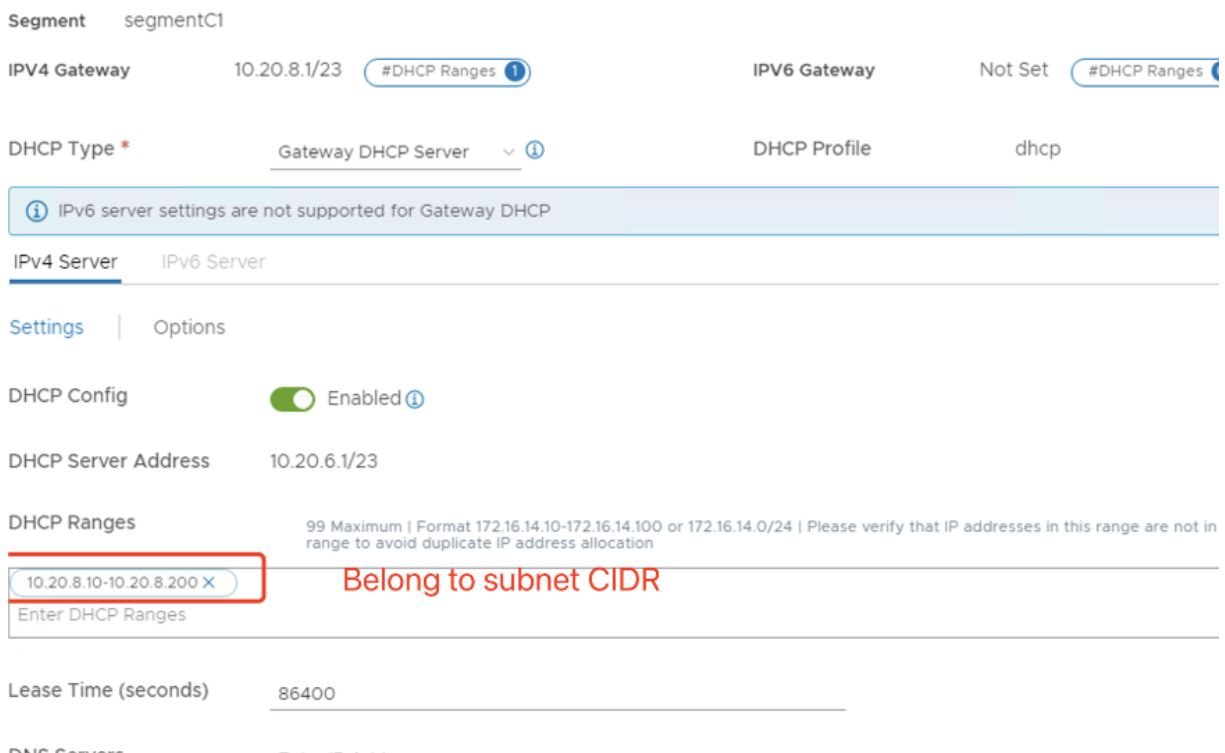 Segment segmentC1
IPV4 Gateway 10.20.8.1/23 #DHCP Ranges 1 IPV6 Gateway Not Set #DHCP Ranges
DHCP Type * Gateway DHCP Server DHCP Profile dhcp
IPv6 server settings are not supported for Gateway DHCP
IPv4 Server IPv6 Server
Settings | Options
DHCP Config Enabled
DHCP Server Address 10.20.6.1/23
DHCP Ranges 99 Maximum | Format 172.16.14.10-172.16.14.100 or 172.16.14.0/24 | Please verify that IP addresses in this range are not in
range to avoid duplicate IP address allocation
10.20.8.10-10.20.8.200 × Belong to subnet CIDR
Enter DHCP Ranges
Lease Time (seconds) 86400